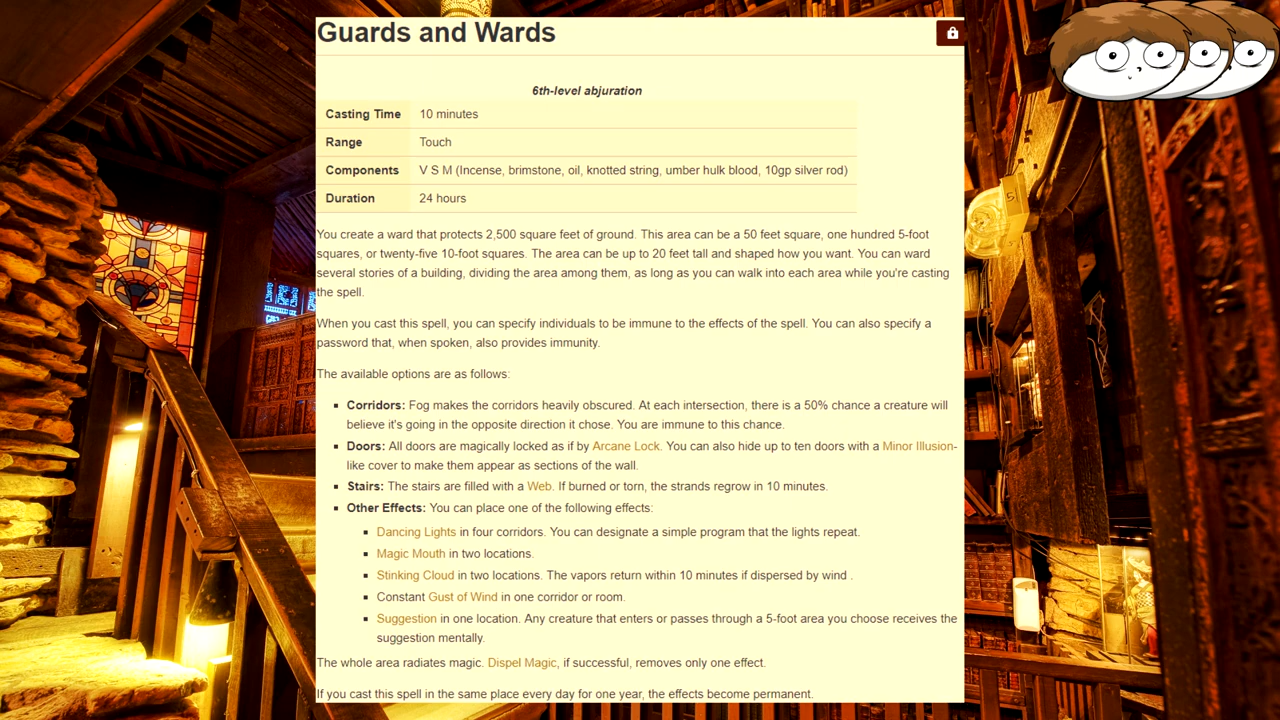 Guards and Wards
6th-level abjuration
Casting Time 10 minutes
Range Touch
Components V S M (Incense, brimstone, oil, knotted string, umber hulk blood, 10gp silver rod)
Duration 24 hours
You create a ward that protects 2,500 square feet of ground. This area can be a 50 feet square, one hundred 5-foot
squares, or twenty-five 10-foot squares. The area can be up to 20 feet tall and shaped how you want. You can ward
several stories of a building, dividing the area among them, as long as you can walk into each area while you're casting
the spell.
When you cast this spell, you can specify individuals to be immune to the effects of the spell. You can also specify a
password that, when spoken, also provides immunity.
The available options are as follows:
Corridors: Fog makes the corridors heavily obscured. At each intersection, there is a 50% chance a creature will
believe it's going in the opposite direction it chose. You are immune to this chance.
Doors: All doors are magically locked as if by Arcane Lock. You can also hide up to ten doors with a Minor Illusion-
like cover to make them appear as sections of the wall.
Stairs: The stairs are filled with a Web. If burned or torn, the strands regrow in 10 minutes.
Other Effects: You can place one of the following effects:
Dancing Lights in four corridors. You can designate a simple program that the lights repeat.
Magic Mouth in two locations.
Stinking Cloud in two locations. The vapors return within 10 minutes if dispersed by wind .
Constant Gust of Wind in one corridor or room.
Suggestion in one location. Any creature that enters or passes through a 5-foot area you choose receives the
suggestion mentally.
The whole area radiates magic. Dispel Magic, if successful, removes only one effect.
If you cast this spell in the same place every day for one year, the effects become permanent.